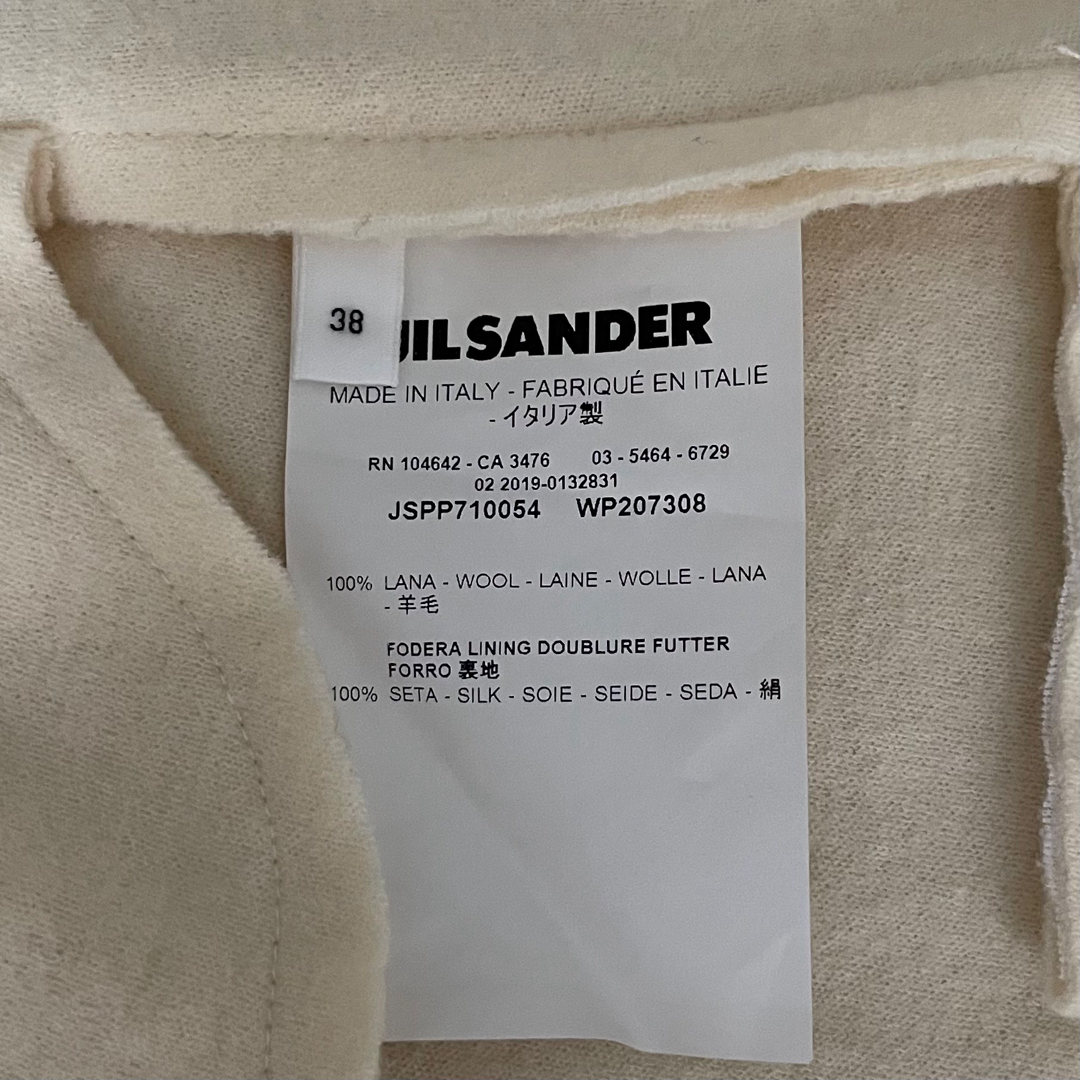 38
JIL SANDER
MADE IN ITALY - FABRIQUÉ EN ITALIE
- イタリア製
RN 104642 - CA 3476 03 - 5464 - 6729
02 2019-0132831
JSPP710054 WP207308
100% LANA - WOOL - LAINE - WOLLE - LANA
- 羊毛
FODERA LINING DOUBLURE FUTTER
FORRO 裏地
100% SETA - SILK - SOIE - SEIDE - SEDA - 絹